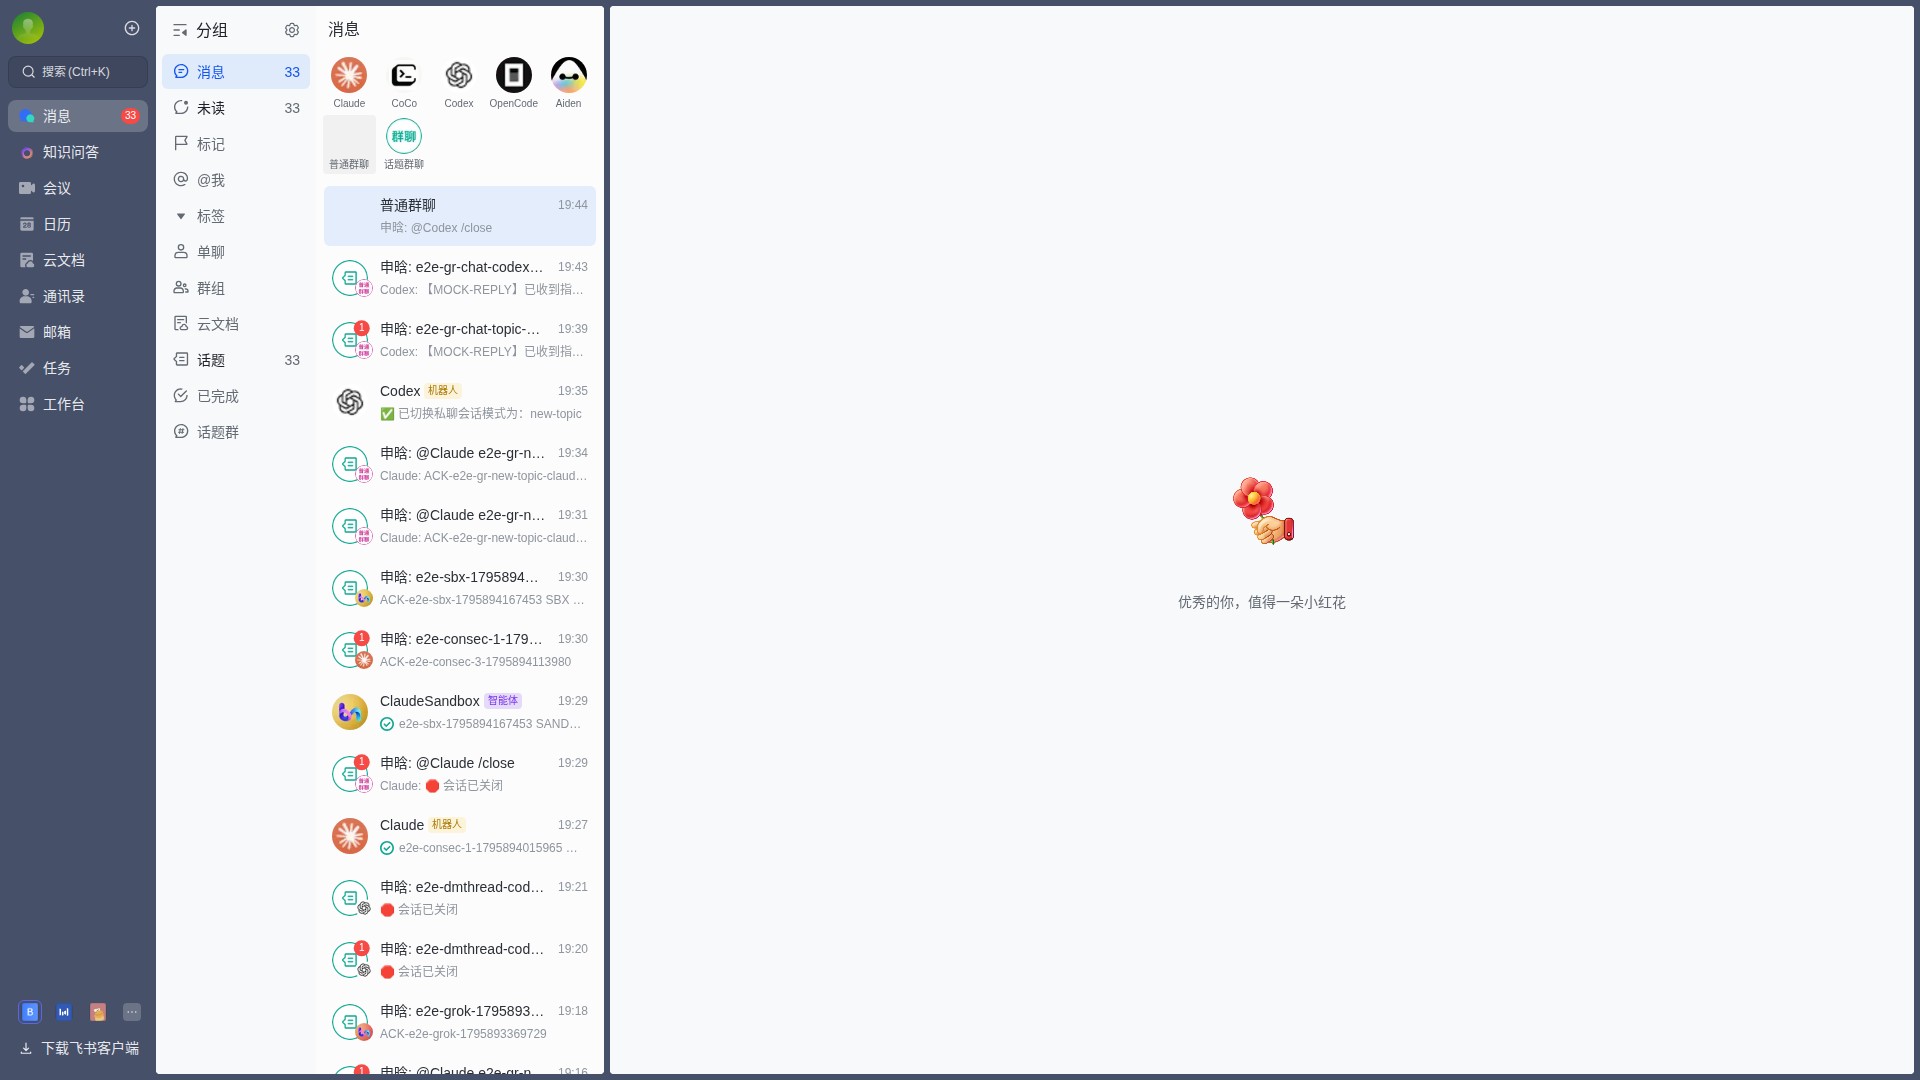 搜索 (Ctrl+K)
消息
33
知识问答
会议
日历
云文档
通讯录
邮箱
任务
工作台
B
下载飞书客户端
分组
消息
33
未读
33
标记
@我
标签
单聊
群组
云文档
话题
33
已完成
话题群
消息
Claude
CoCo
Codex
OpenCode
Aiden
普通群聊
群聊
话题群聊
普通群聊
19:44
申晗: @Codex /close
申晗: e2e-gr-chat-codex…
19:43
Codex: 【MOCK-REPLY】已收到指…
1
申晗: e2e-gr-chat-topic-…
19:39
Codex: 【MOCK-REPLY】已收到指…
Codex
机器人
19:35
✅ 已切换私聊会话模式为：new-topic
申晗: @Claude e2e-gr-n…
19:34
Claude: ACK-e2e-gr-new-topic-claud…
申晗: @Claude e2e-gr-n…
19:31
Claude: ACK-e2e-gr-new-topic-claud…
申晗: e2e-sbx-1795894…
19:30
ACK-e2e-sbx-1795894167453 SBX …
1
申晗: e2e-consec-1-179…
19:30
ACK-e2e-consec-3-1795894113980
ClaudeSandbox
智能体
19:29
e2e-sbx-1795894167453 SAND…
1
申晗: @Claude /close
19:29
Claude: 🛑 会话已关闭
Claude
机器人
19:27
e2e-consec-1-1795894015965 …
申晗: e2e-dmthread-cod…
19:21
🛑 会话已关闭
1
申晗: e2e-dmthread-cod…
19:20
🛑 会话已关闭
申晗: e2e-grok-1795893…
19:18
ACK-e2e-grok-1795893369729
1
申晗: @Claude e2e-gr-n…
19:16
优秀的你，值得一朵小红花